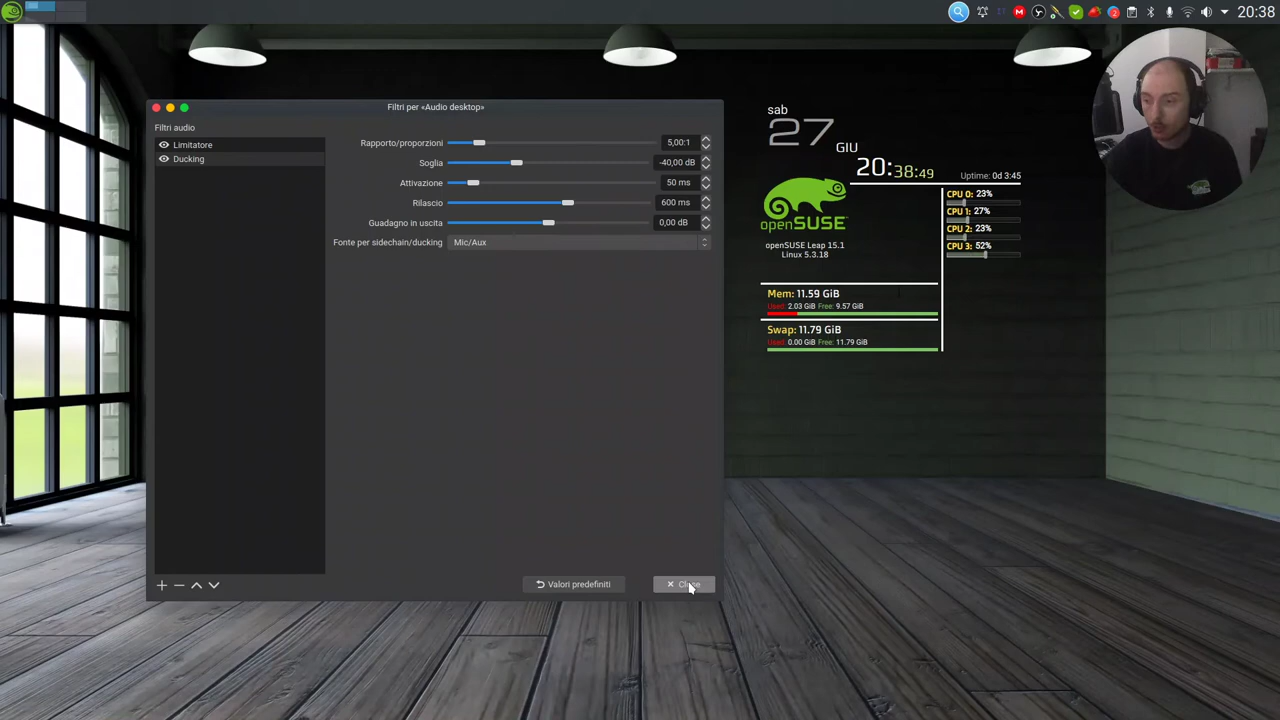 20:38
Filtri per «Audio desktop»
Filtri audio
Limitatore
Ducking
Rapporto/proporzioni 5,00:1
Soglia -40,00 dB
Attivazione 50 ms
Rilascio 600 ms
Guadagno in uscita 0,00 dB
Fonte per sidechain/ducking Mic/Aux
Valori predefiniti
sab
27
GIU
20:38:49
Uptime: 0d 3:45
openSUSE
openSUSE Leap 15.1
Linux 5.3.18
CPU 0: 23%
CPU 1: 27%
CPU 2: 23%
CPU 3: 52%
Mem: 11.59 GiB
Used: 2.03 GiB Free: 9.57 GiB
Swap: 11.79 GiB
Used: 0.00 GiB Free: 11.79 GiB